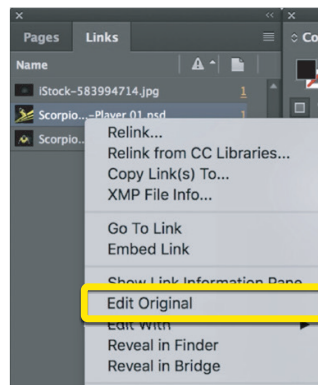 Pages Links
Name
iStock-583994714.jpg 1
Scorpio...-Player 01.psd 1
Scorpio..
Relink...
Relink from CC Libraries...
Copy Link(s) To...
XMP File Info...
Go To Link
Embed Link
Show Link Information Pane
Edit Original
Edit With
Reveal in Finder
Reveal in Bridge
Co